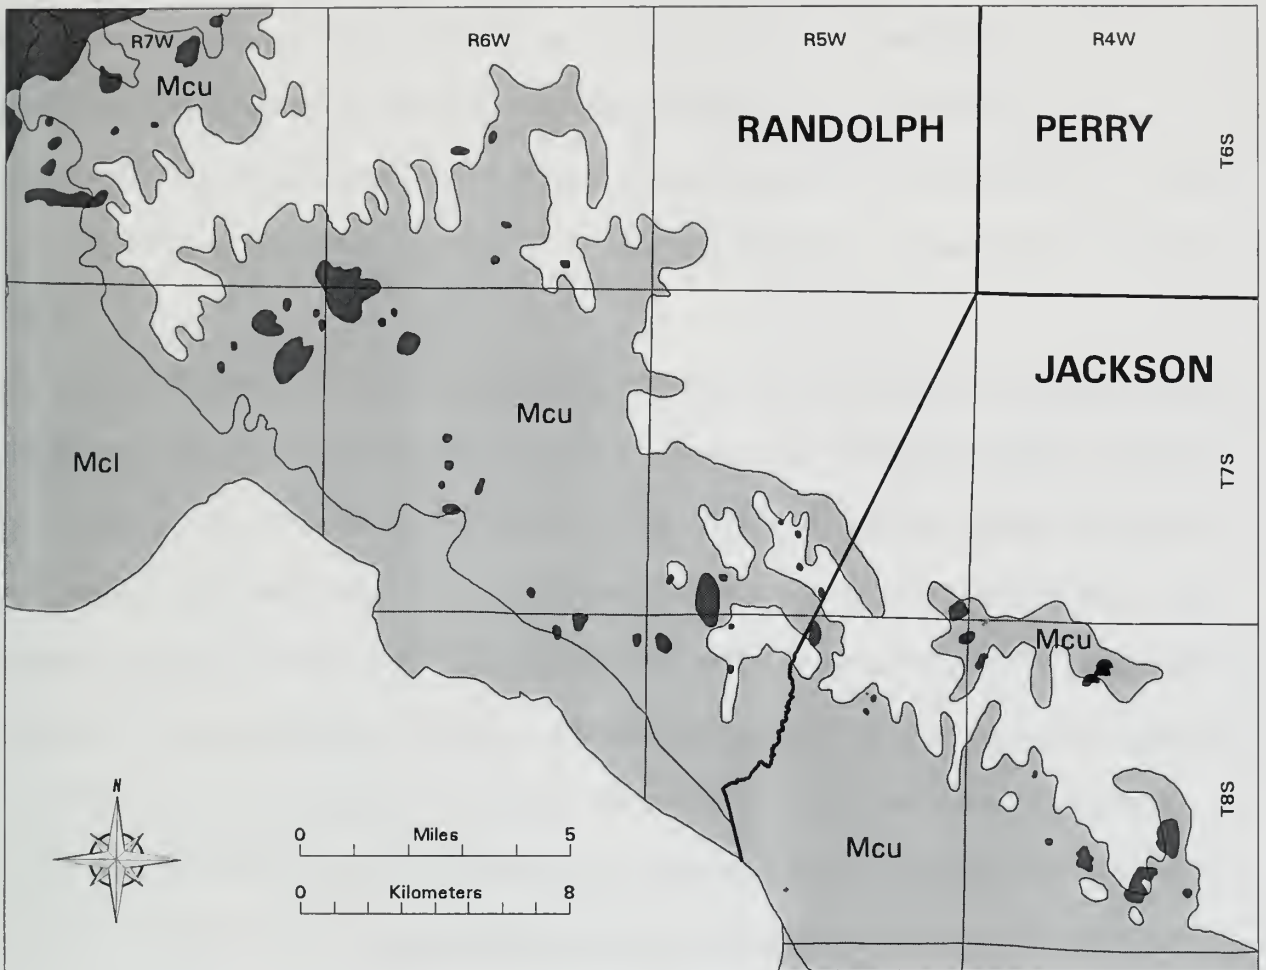 R7W
R6W
R5W
R4W
Mcu
RANDOLPH
PERRY
T6S
JACKSON
Mcu
Mcl
T7S
Mcu
T8S
N
0 Miles 5
Mcu
0 Kilometers 8